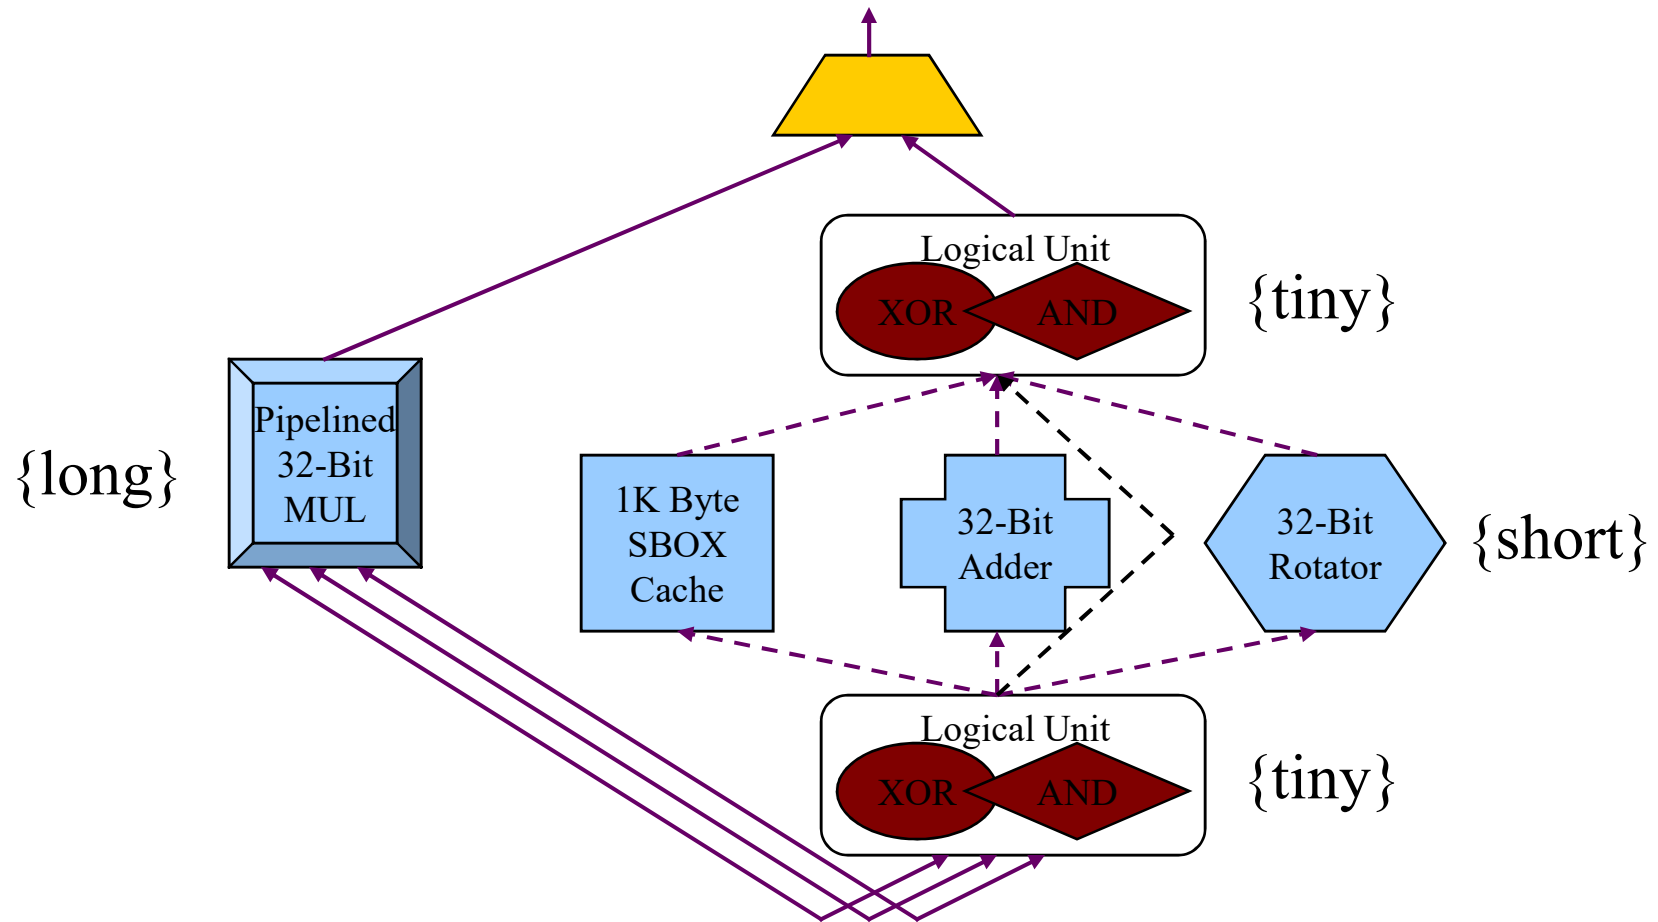 Logical Unit
XOR
AND
{tiny}
Pipelined
32-Bit
MUL
{long}
1K Byte
SBOX
Cache
32-Bit
Adder
32-Bit
Rotator
{short}
Logical Unit
XOR
AND
{tiny}